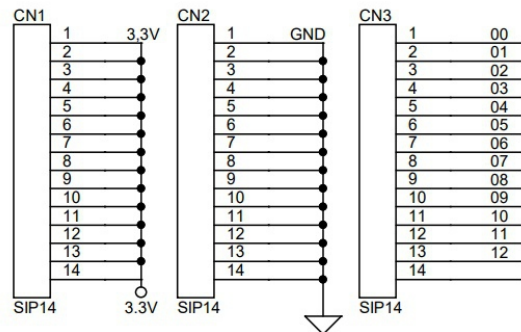 CN1 CN2 CN3
1 3,3V 1 GND 1 00
2 2 2 01
3 3 3 02
4 4 4 03
5 5 5 04
6 6 6 05
7 7 7 06
8 8 8 07
9 9 9 08
10 10 10 09
11 11 11 10
12 12 12 11
13 13 13 12
14 14 14
SIP14 3.3V SIP14 SIP14